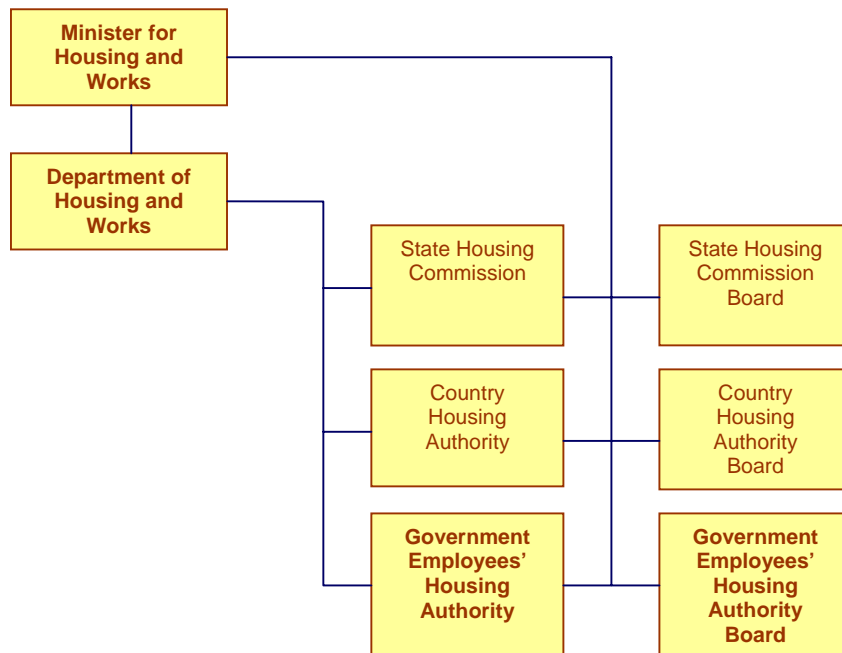 Minister for
Housing and
Works
Department of
Housing and
Works
State Housing
Commission
State Housing
Commission
Board
Country
Housing
Authority
Country
Housing
Authority
Board
Government
Employees’
Housing
Authority
Government
Employees’
Housing
Authority
Board